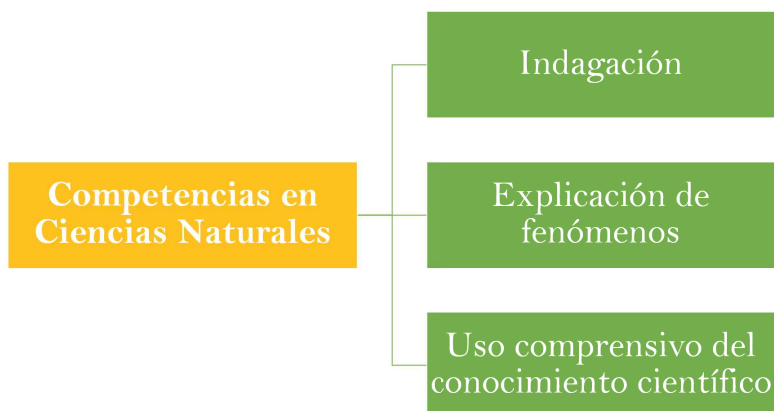 Competencias en
Ciencias Naturales
Indagación
Explicación de
fenómenos
Uso comprensivo del
conocimiento científico